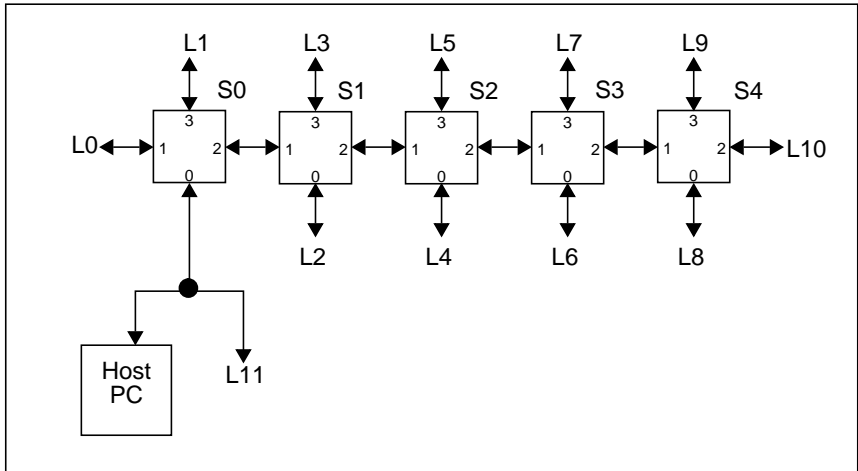 L1 L3 L5 L7 L9
S0 S1 S2 S3 S4
3 3 3 3 3
L0 1 2 1 2 1 2 1 2 1 2 L10
0 0 0 0 0
L2 L4 L6 L8
Host
PC
L11